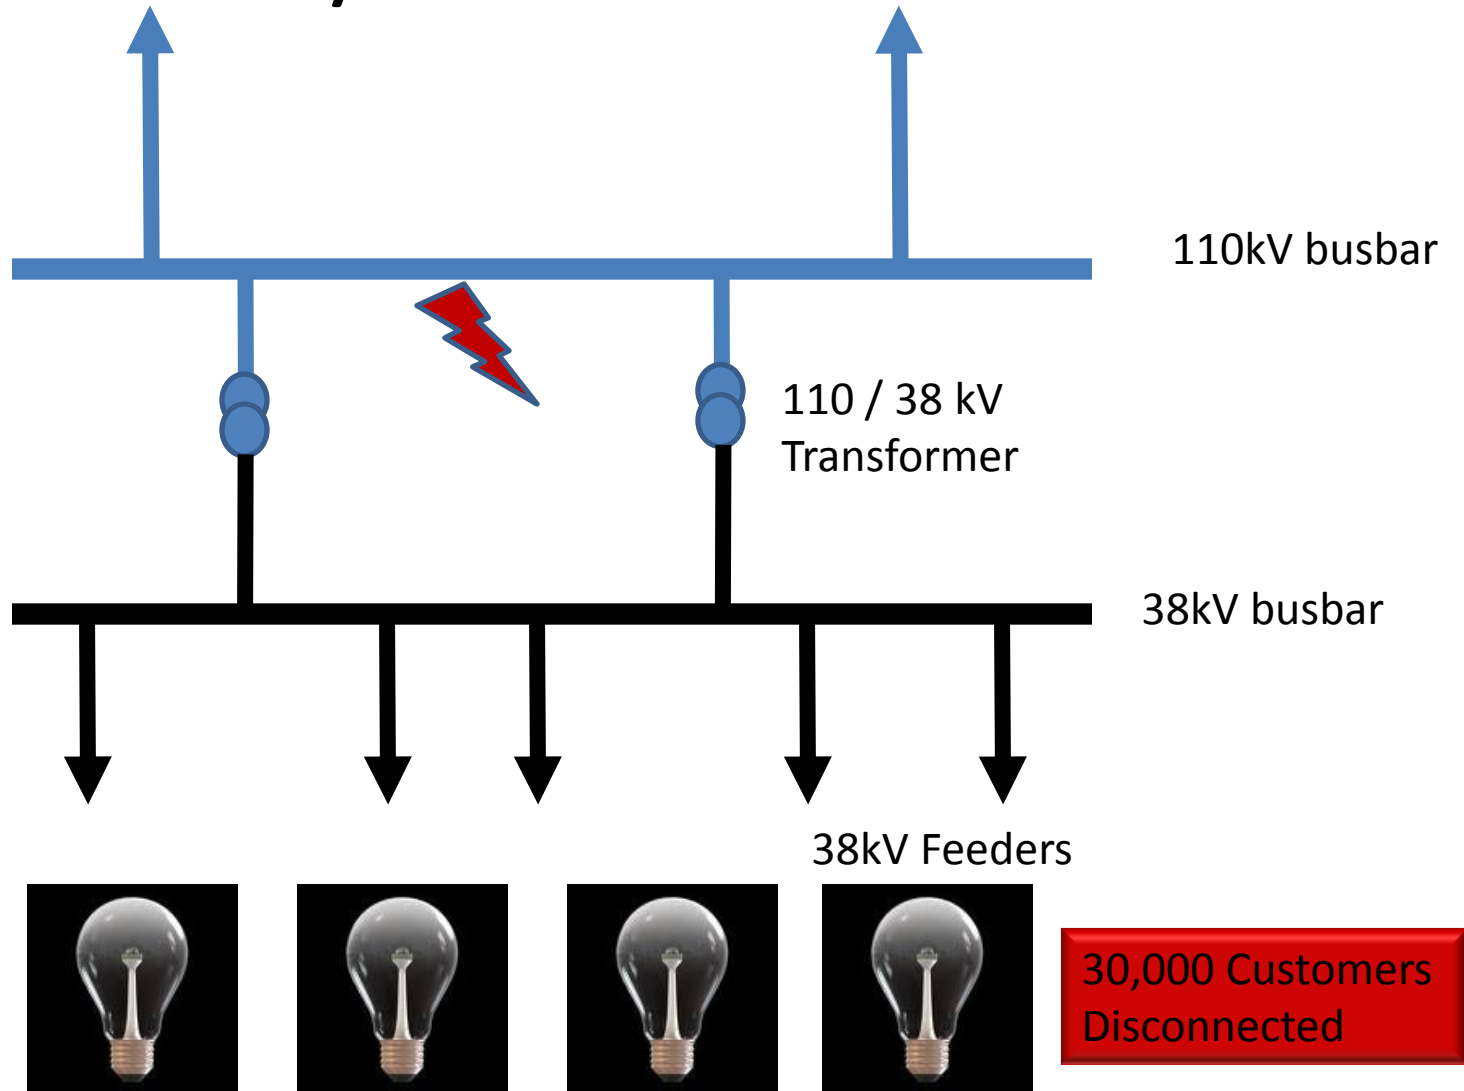 110kV busbar
110 / 38 kV
Transformer
38kV busbar
38kV Feeders
30,000 Customers
Disconnected